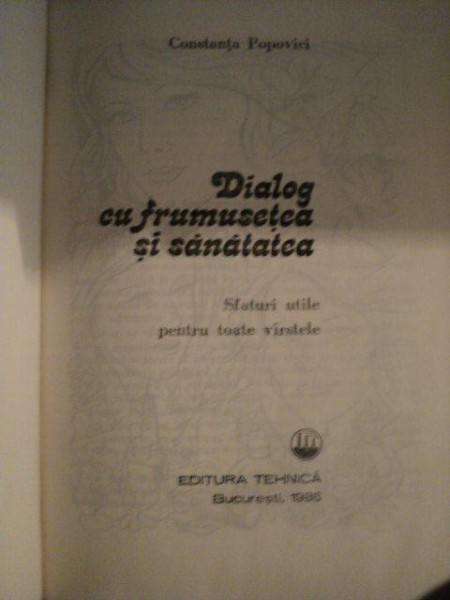 Constanța Popovici
Dialog
cu frumusețea
și sănătatea
Sfaturi utile
pentru toate vîrstele
EDITURA TEHNICĂ
București, 1986